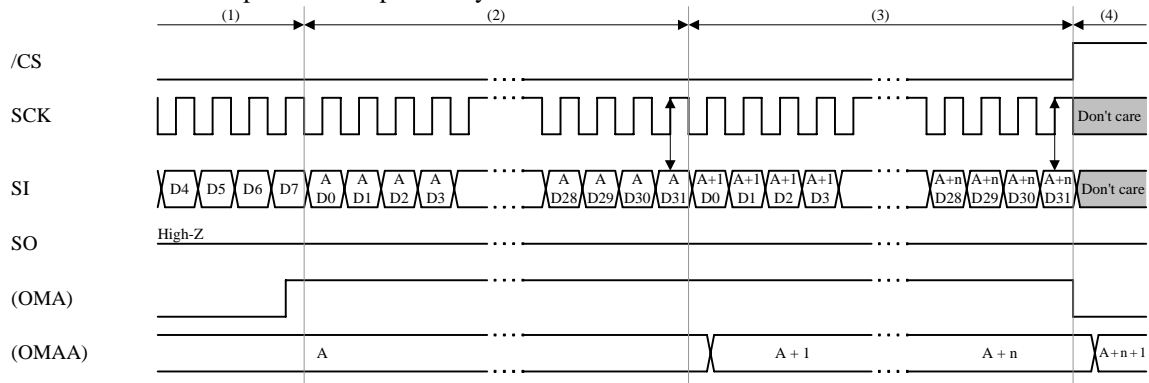 (1) (2) (3) (4)
/CS
SCK Don't care
SI D4 D5 D6 D7 A D0 A D1 A D2 A D3 A D28 A D29 A D30 A D31 A+1 D0 A+1 D1 A+1 D2 A+1 D3 A+n D28 A+n D29 A+n D30 A+n D31 Don't care
SO High-Z
(OMA)
(OMAA) A A + 1 A + n A+n+1